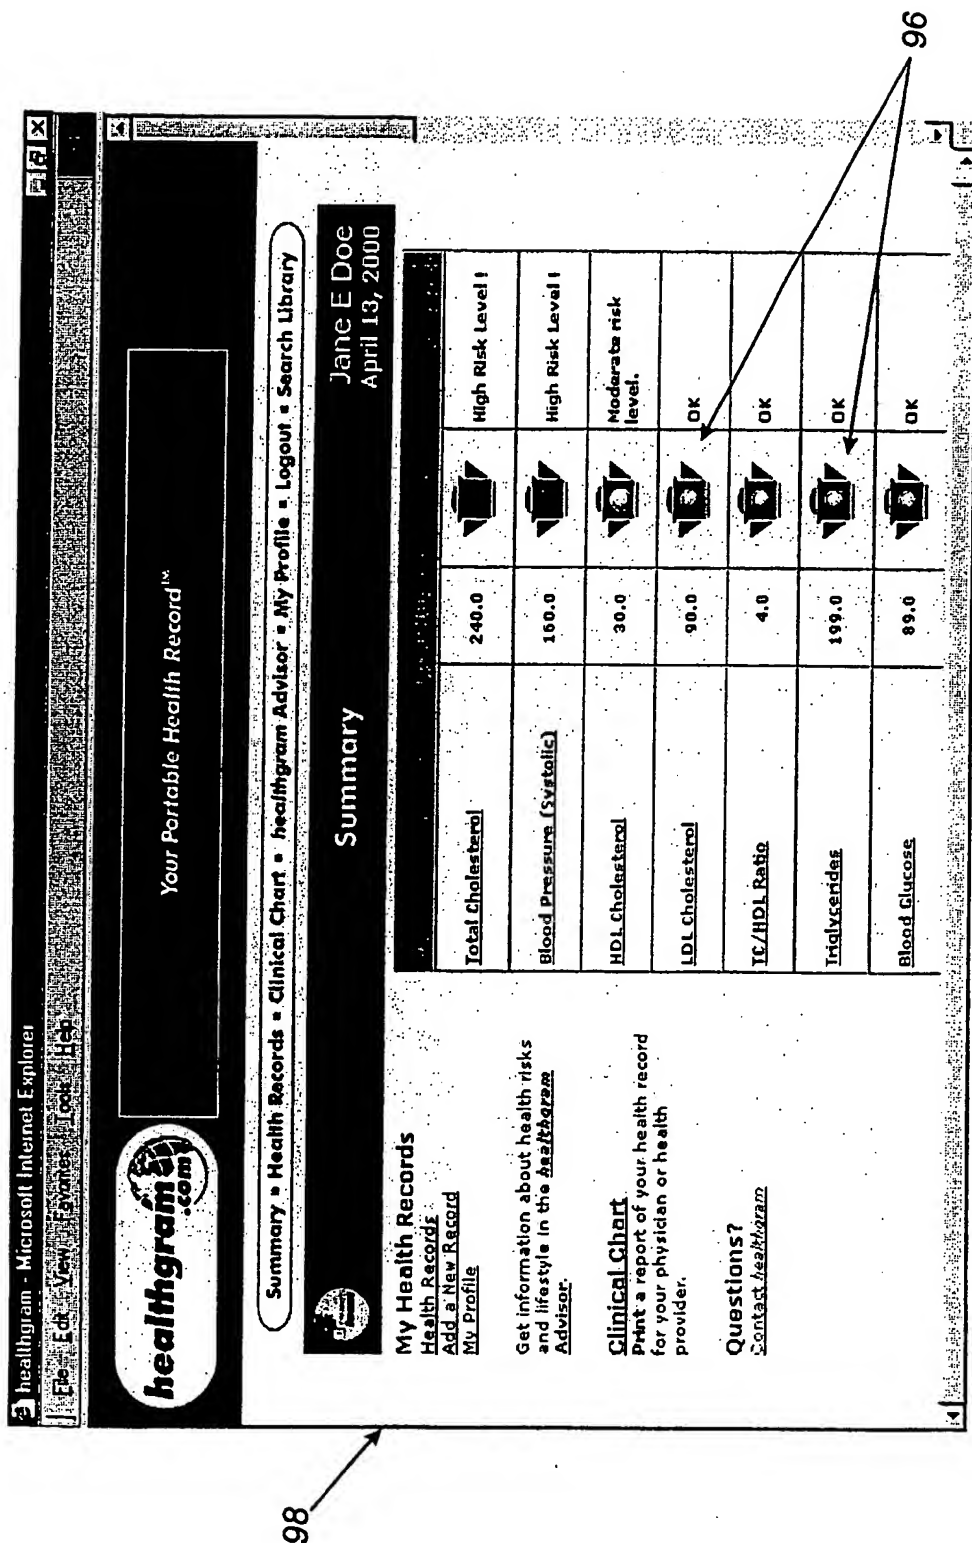 healthgram - Microsoft Internet Explorer
File Edit View Favorites Tools Help
healthgram
.com
Your Portable Health Record™
Summary ▪ Health Records ▪ Clinical Chart ▪ healthgram Advisor ▪ My Profile ▪ Logout ▪ Search Library
Summary
Jane E Doe
April 13, 2000
My Health Records
Health Records
Add a New Record
My Profile
Get information about health risks
and lifestyle in the healthgram
Advisor.
Clinical Chart
Print a report of your health record
for your physician or health
provider.
Questions?
Contact healthgram
Total Cholesterol 240.0 High Risk Level !
Blood Pressure (Systolic) 160.0 High Risk Level !
HDL Cholesterol 30.0 Moderate risk
level.
LDL Cholesterol 90.0 OK
TC/HDL Ratio 4.0 OK
Triglycerides 199.0 OK
Blood Glucose 89.0 OK
98
96